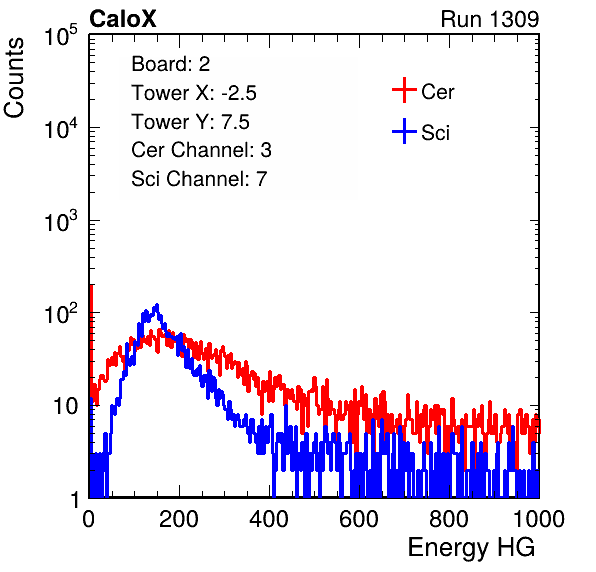 CaloX Run 1309
Counts
10^5
10^4
10^3
10^2
10
1
Board: 2
Tower X: -2.5
Tower Y: 7.5
Cer Channel: 3
Sci Channel: 7
Cer
Sci
0 200 400 600 800 1000
Energy HG